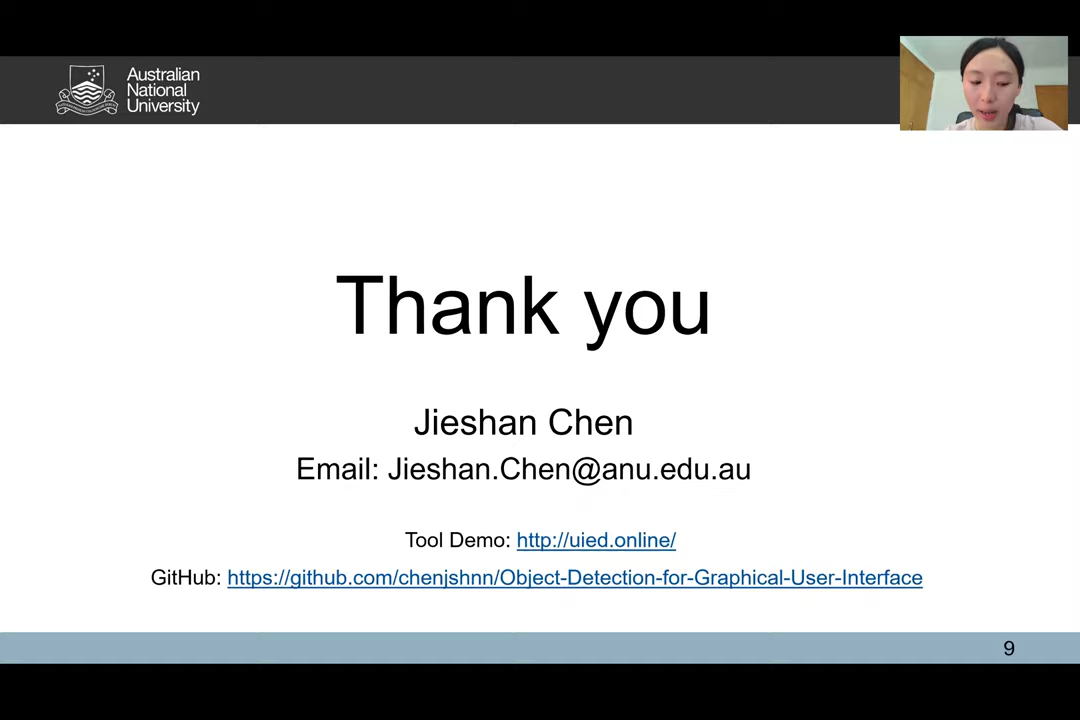 Australian
National
University
Thank you
Jieshan Chen
Email: Jieshan.Chen@anu.edu.au
Tool Demo: http://uied.online/
GitHub: https://github.com/chenjshnn/Object-Detection-for-Graphical-User-Interface
9